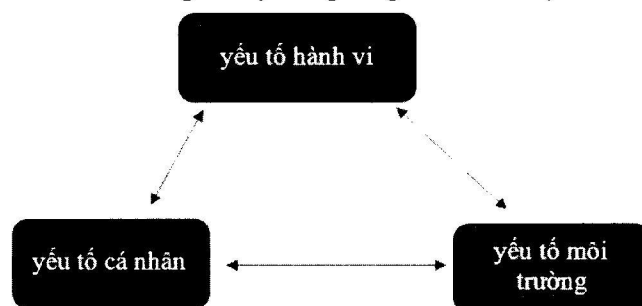 yếu tố hành vi
yếu tố cá nhân
yếu tố môi
trường